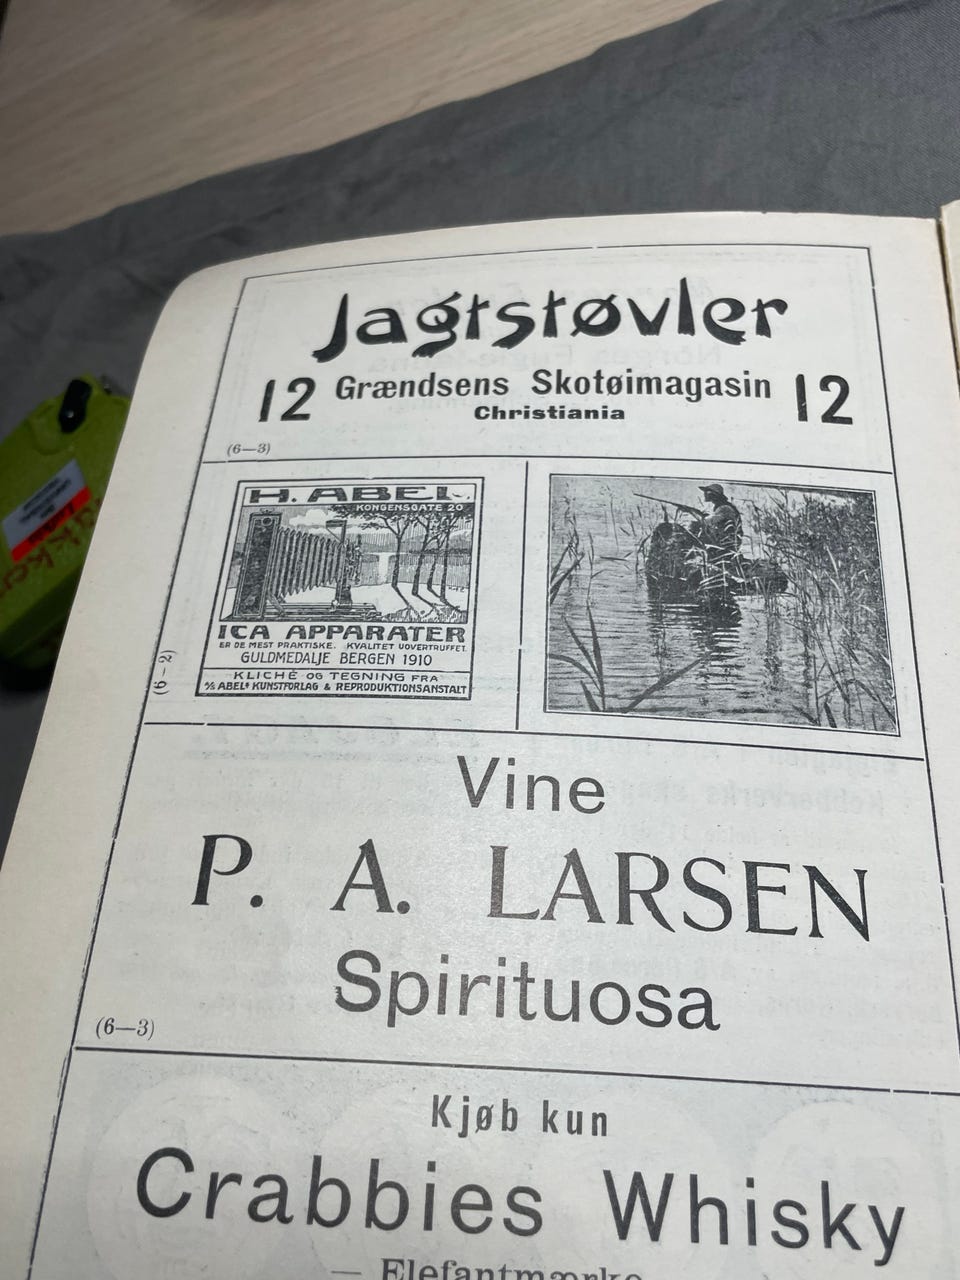 Jagtstøvler
12 Grændsens Skotøimagasin 12
Christiania
(6—3)
H. ABEL.
KONGENSGATE 20
ICA APPARATER
ER DE MEST PRAKTISKE. KVALITET UOVERTRUFFET.
GULDMEDALJE BERGEN 1910
KLICHÈ OG TEGNING FRA
A/S ABELS KUNSTFORLAG & REPRODUKTIONSANSTALT
(6—2)
Vine
P. A. LARSEN
Spirituosa
(6—3)
Kjøb kun
Crabbies Whisky
— Elefantmærke